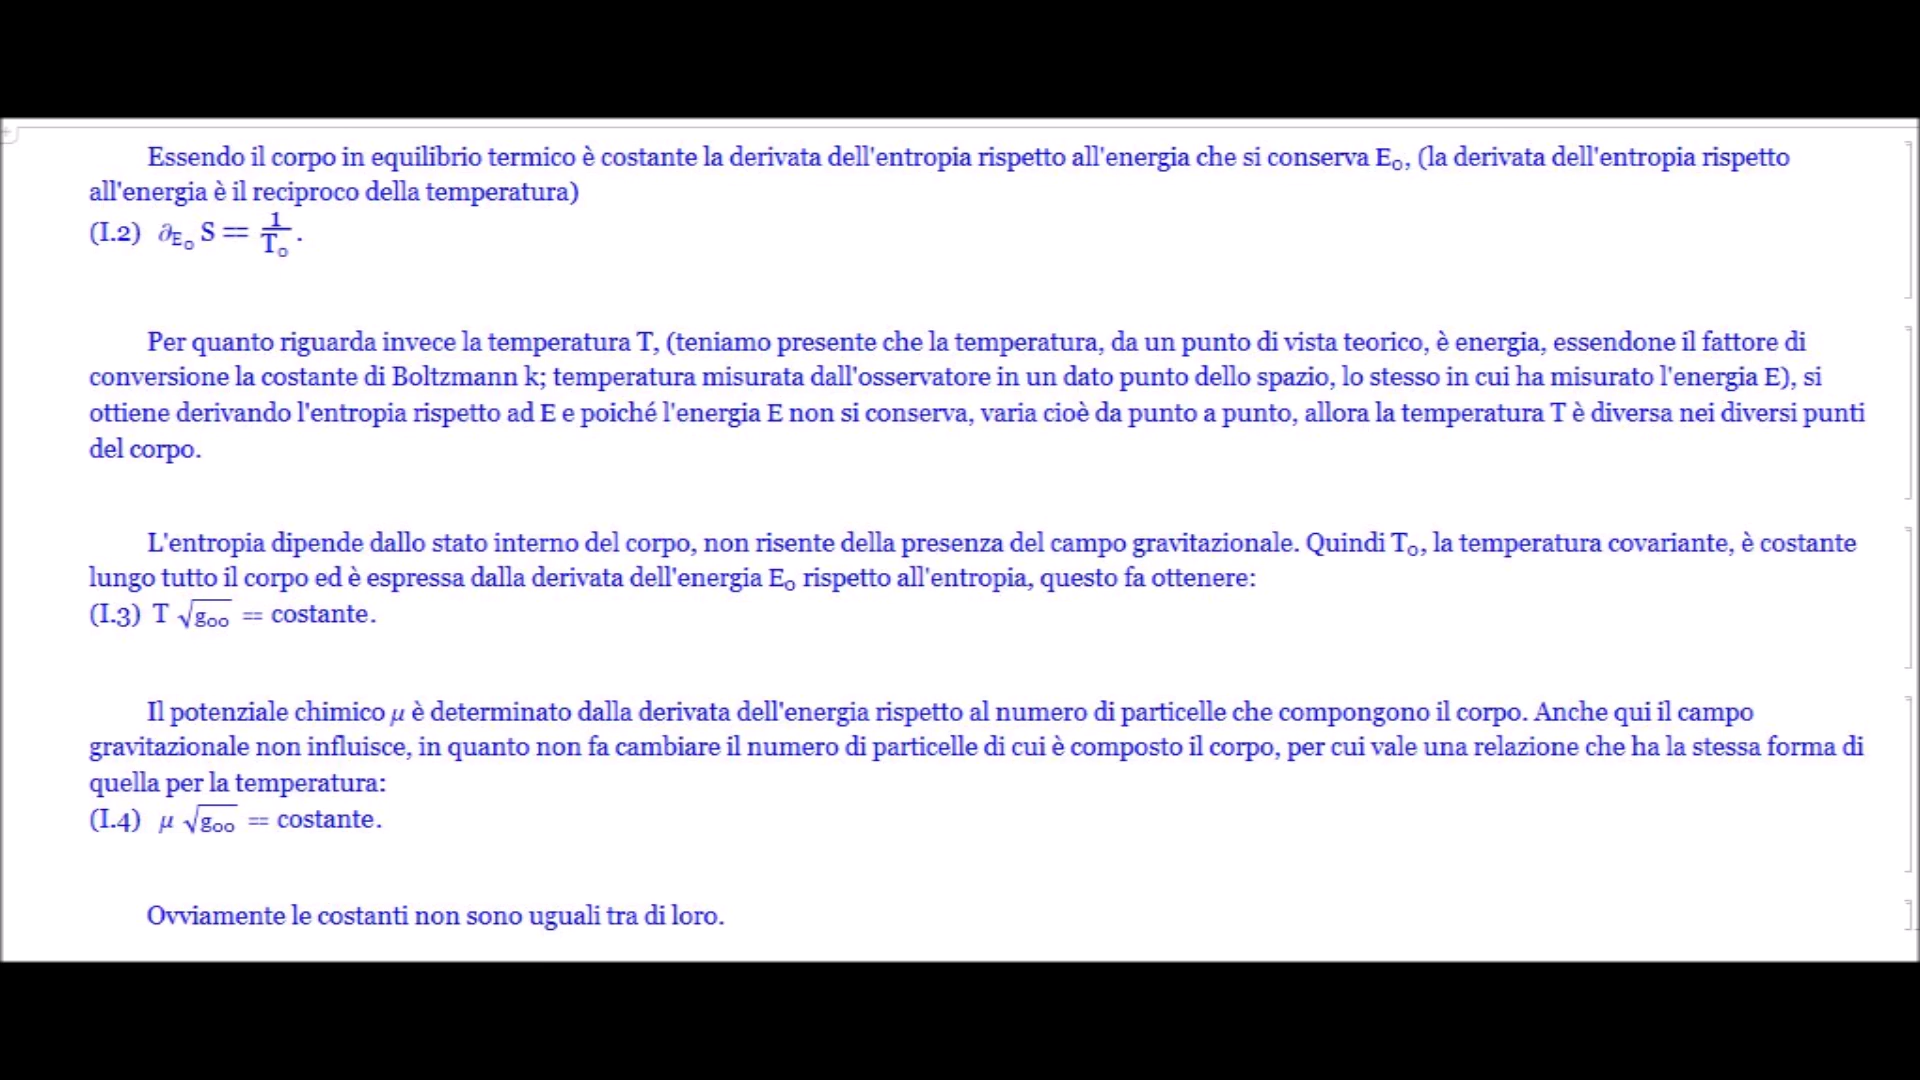 Essendo il corpo in equilibrio termico è costante la derivata dell'entropia rispetto all'energia che si conserva E₀, (la derivata dell'entropia rispetto
all'energia è il reciproco della temperatura)
(I.2) ∂E₀ S == 1/T₀.
Per quanto riguarda invece la temperatura T, (teniamo presente che la temperatura, da un punto di vista teorico, è energia, essendone il fattore di
conversione la costante di Boltzmann k; temperatura misurata dall'osservatore in un dato punto dello spazio, lo stesso in cui ha misurato l'energia E), si
ottiene derivando l'entropia rispetto ad E e poiché l'energia E non si conserva, varia cioè da punto a punto, allora la temperatura T è diversa nei diversi punti
del corpo.
L'entropia dipende dallo stato interno del corpo, non risente della presenza del campo gravitazionale. Quindi T₀, la temperatura covariante, è costante
lungo tutto il corpo ed è espressa dalla derivata dell'energia E₀ rispetto all'entropia, questo fa ottenere:
(I.3) T √g₀₀ == costante.
Il potenziale chimico μ è determinato dalla derivata dell'energia rispetto al numero di particelle che compongono il corpo. Anche qui il campo
gravitazionale non influisce, in quanto non fa cambiare il numero di particelle di cui è composto il corpo, per cui vale una relazione che ha la stessa forma di
quella per la temperatura:
(I.4) μ √g₀₀ == costante.
Ovviamente le costanti non sono uguali tra di loro.